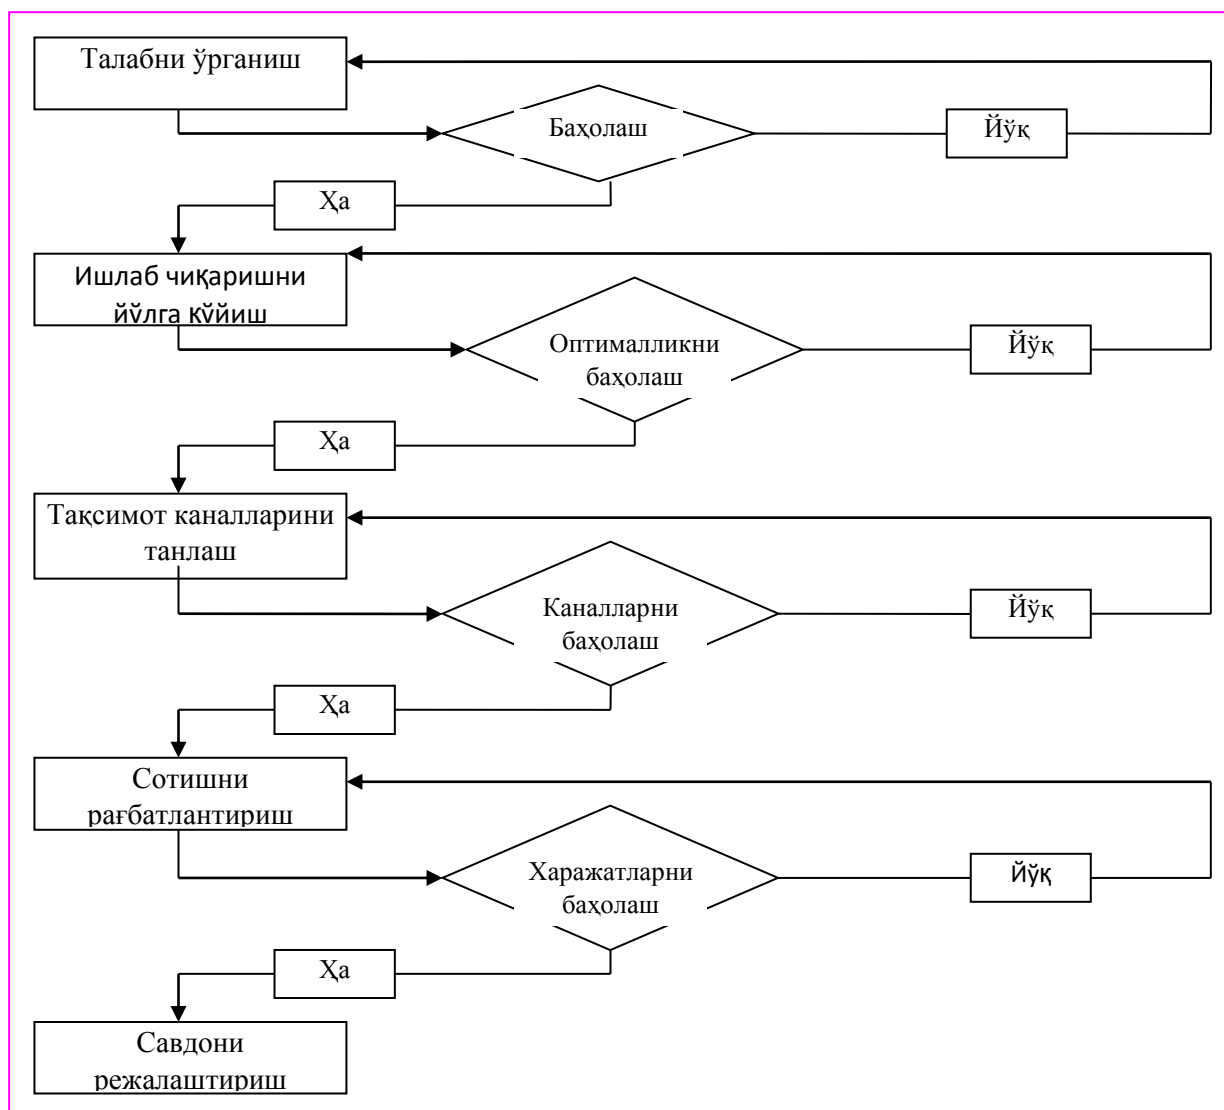 Талабни ўрганиш
Баҳолаш
Йўқ
Ҳа
Ишлаб чиқаришни
йўлга қўйиш
Оптималликни
баҳолаш
Йўқ
Ҳа
Тақсимот каналларини
танлаш
Каналларни
баҳолаш
Йўқ
Ҳа
Сотишни
рағбатлантириш
Харажатларни
баҳолаш
Йўқ
Ҳа
Савдони
режалаштириш